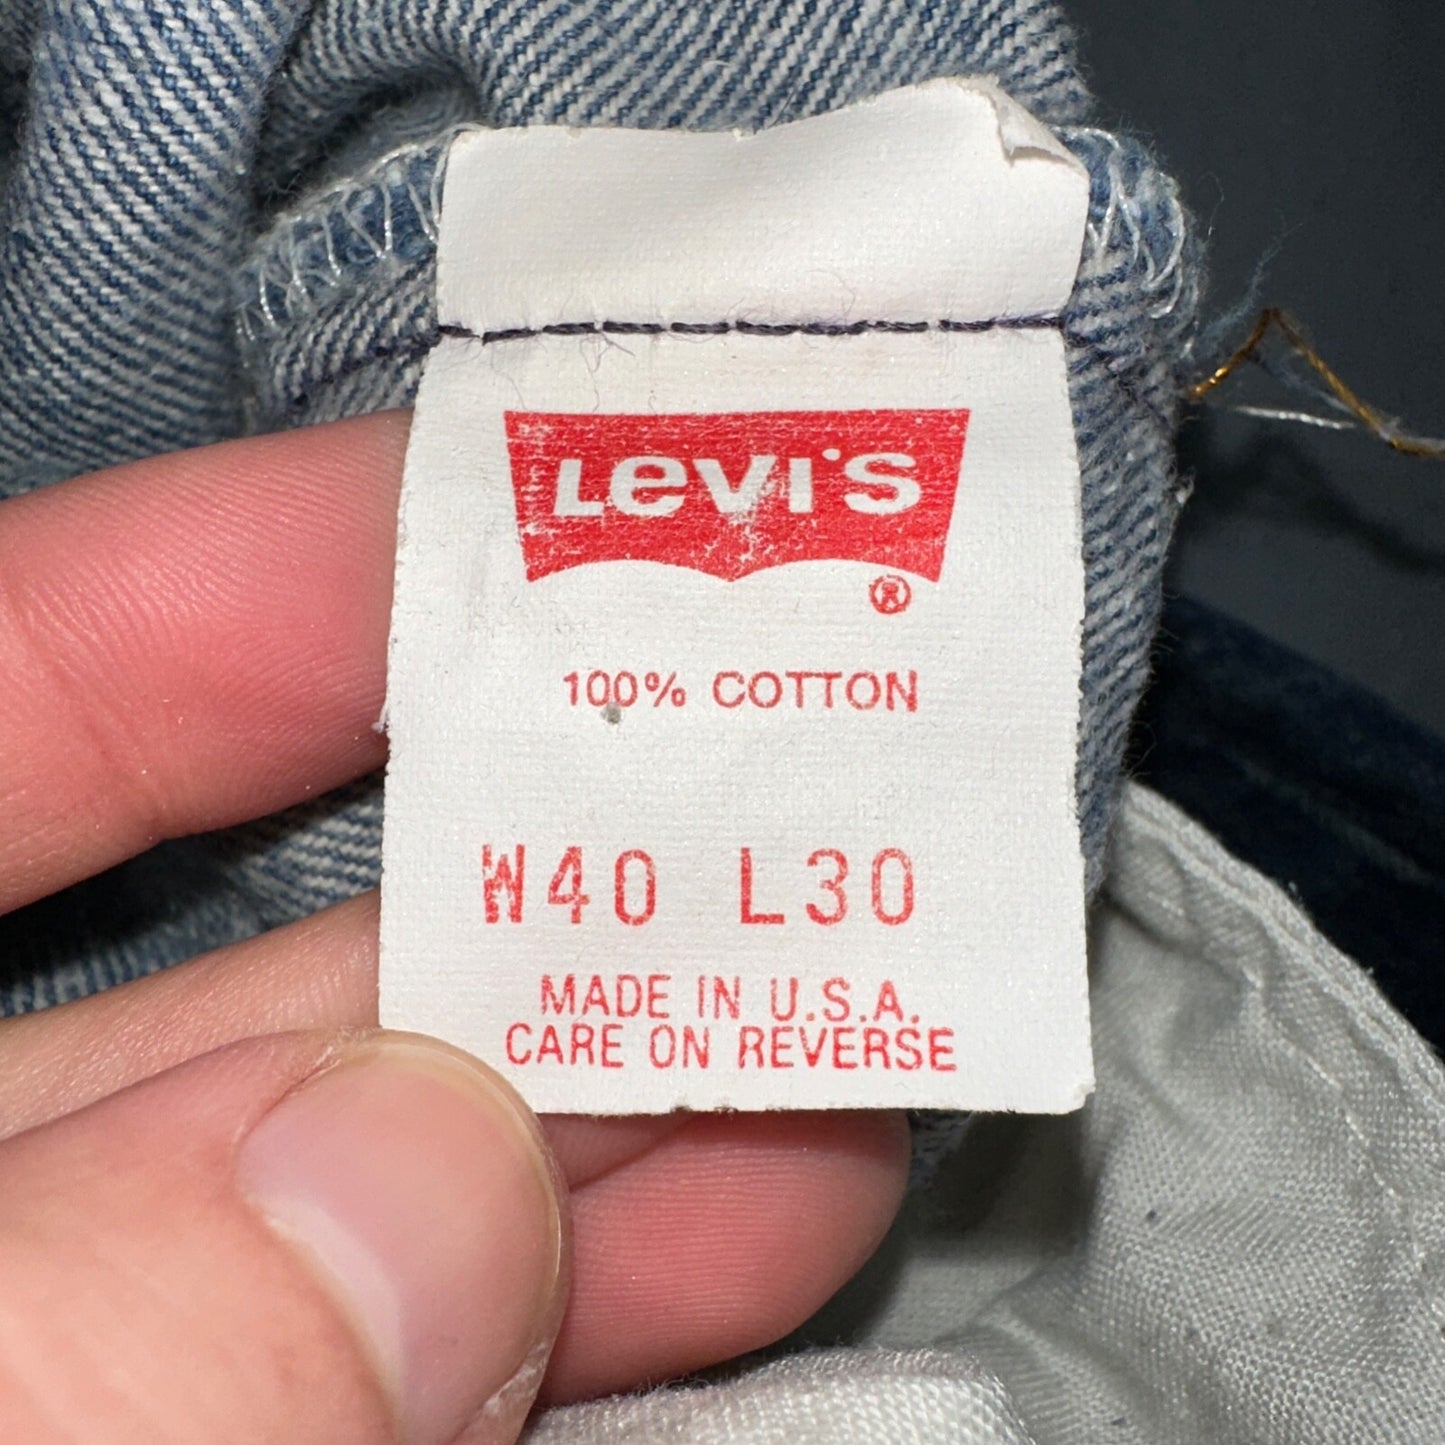 Levi's
®
100% COTTON
W40 L30
MADE IN U.S.A.
CARE ON REVERSE